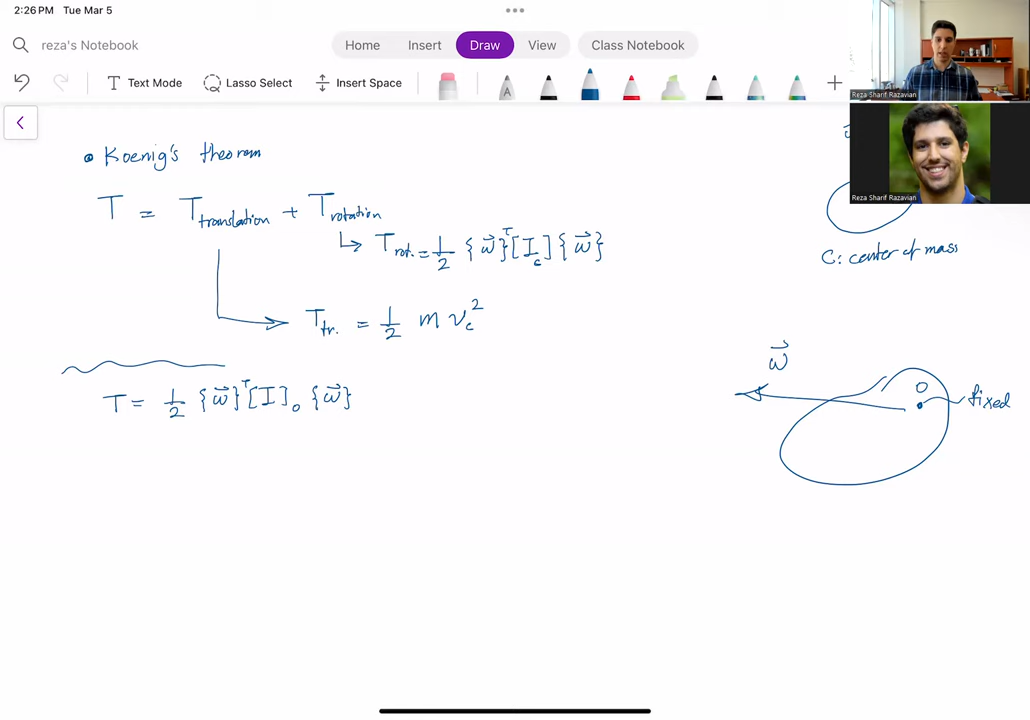 2:26 PM Tue Mar 5
reza's Notebook
Home Insert Draw View Class Notebook
Text Mode Lasso Select Insert Space
Reza Sharif Razavian
Reza Sharif Razavian
• Koenig's theorem
T = T_translation + T_rotation
↳ T_rot. = 1/2 {ω⃗}^T [I_c] {ω⃗}
C: center of mass
T_tr. = 1/2 m v_c^2
T = 1/2 {ω⃗}^T [I]_o {ω⃗}
ω⃗
O
fixed